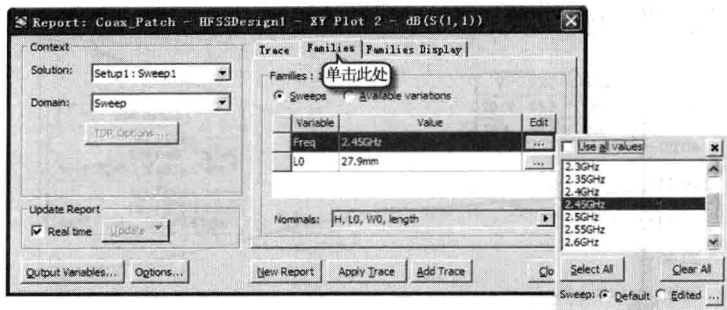 Report: Coax_Patch - HFSSDesign1 - XY Plot 2 - dB(S(1,1))
Context
Solution: Setup1 : Sweep1
Domain: Sweep
TDR Options ...
Update Report
Real time Update
Output Variables... Options...
Trace Families Families Display
Families :
单击此处
Sweeps Available variations
Variable Value Edit
Freq 2.45GHz ...
L0 27.9mm ...
Nominals: H, L0, W0, length
New Report Apply Trace Add Trace Clo
Use all values
2.3GHz
2.35GHz
2.4GHz
2.45GHz
2.5GHz
2.55GHz
2.6GHz
Select All Clear All
Sweep: Default Edited ...